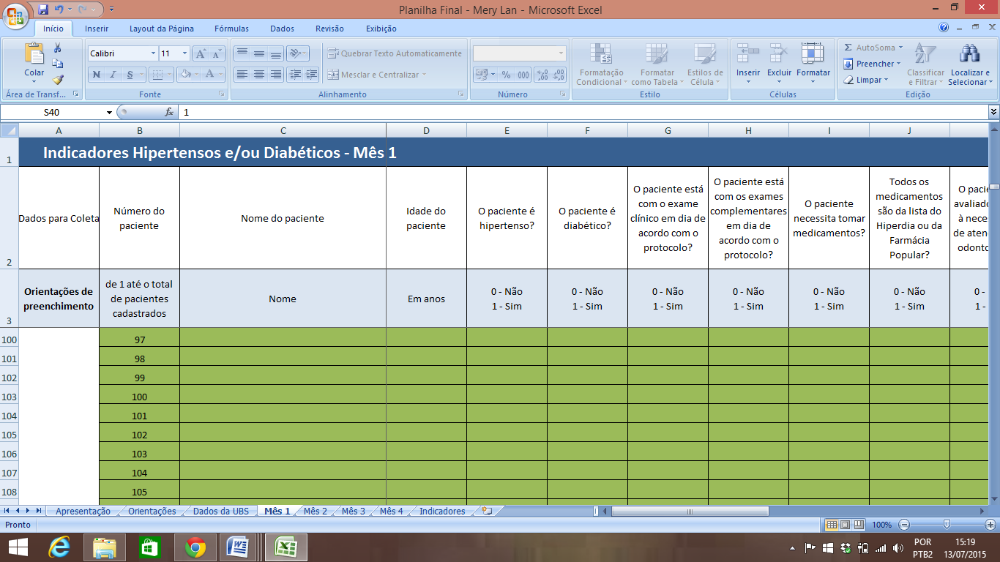 Planilha Final - Mery Lan - Microsoft Excel
Início Inserir Layout da Página Fórmulas Dados Revisão Exibição
Colar
Calibri 11
N I S
Quebrar Texto Automaticamente
Mesclar e Centralizar
% 000
Formatação Condicional
Formatar como Tabela
Estilos de Célula
Inserir Excluir Formatar
Σ AutoSoma
Preencher
Limpar
Classificar e Filtrar
Localizar e Selecionar
Área de Transf... Fonte Alinhamento Número Estilo Células Edição
S40 fx 1
A B C D E F G H I J
1
Indicadores Hipertensos e/ou Diabéticos - Mês 1
2
Dados para Coleta
Número do
paciente
Nome do paciente
Idade do
paciente
O paciente é
hipertenso?
O paciente é
diabético?
O paciente está
com o exame
clínico em dia de
acordo com o
protocolo?
O paciente está
com os exames
complementares
em dia de
acordo com o
protocolo?
O paciente
necessita tomar
medicamentos?
Todos os
medicamentos
são da lista do
Hiperdia ou da
Farmácia
Popular?
O pacie
avaliado
à nece
de aten
odonto
3
Orientações de
preenchimento
de 1 até o total
de pacientes
cadastrados
Nome
Em anos
0 - Não
1 - Sim
0 - Não
1 - Sim
0 - Não
1 - Sim
0 - Não
1 - Sim
0 - Não
1 - Sim
0 - Não
1 - Sim
0 -
1 -
100 97
101 98
102 99
103 100
104 101
105 102
106 103
107 104
108 105
Apresentação Orientações Dados da UBS Mês 1 Mês 2 Mês 3 Mês 4 Indicadores
Pronto 100%
POR 15:19
PTB2 13/07/2015